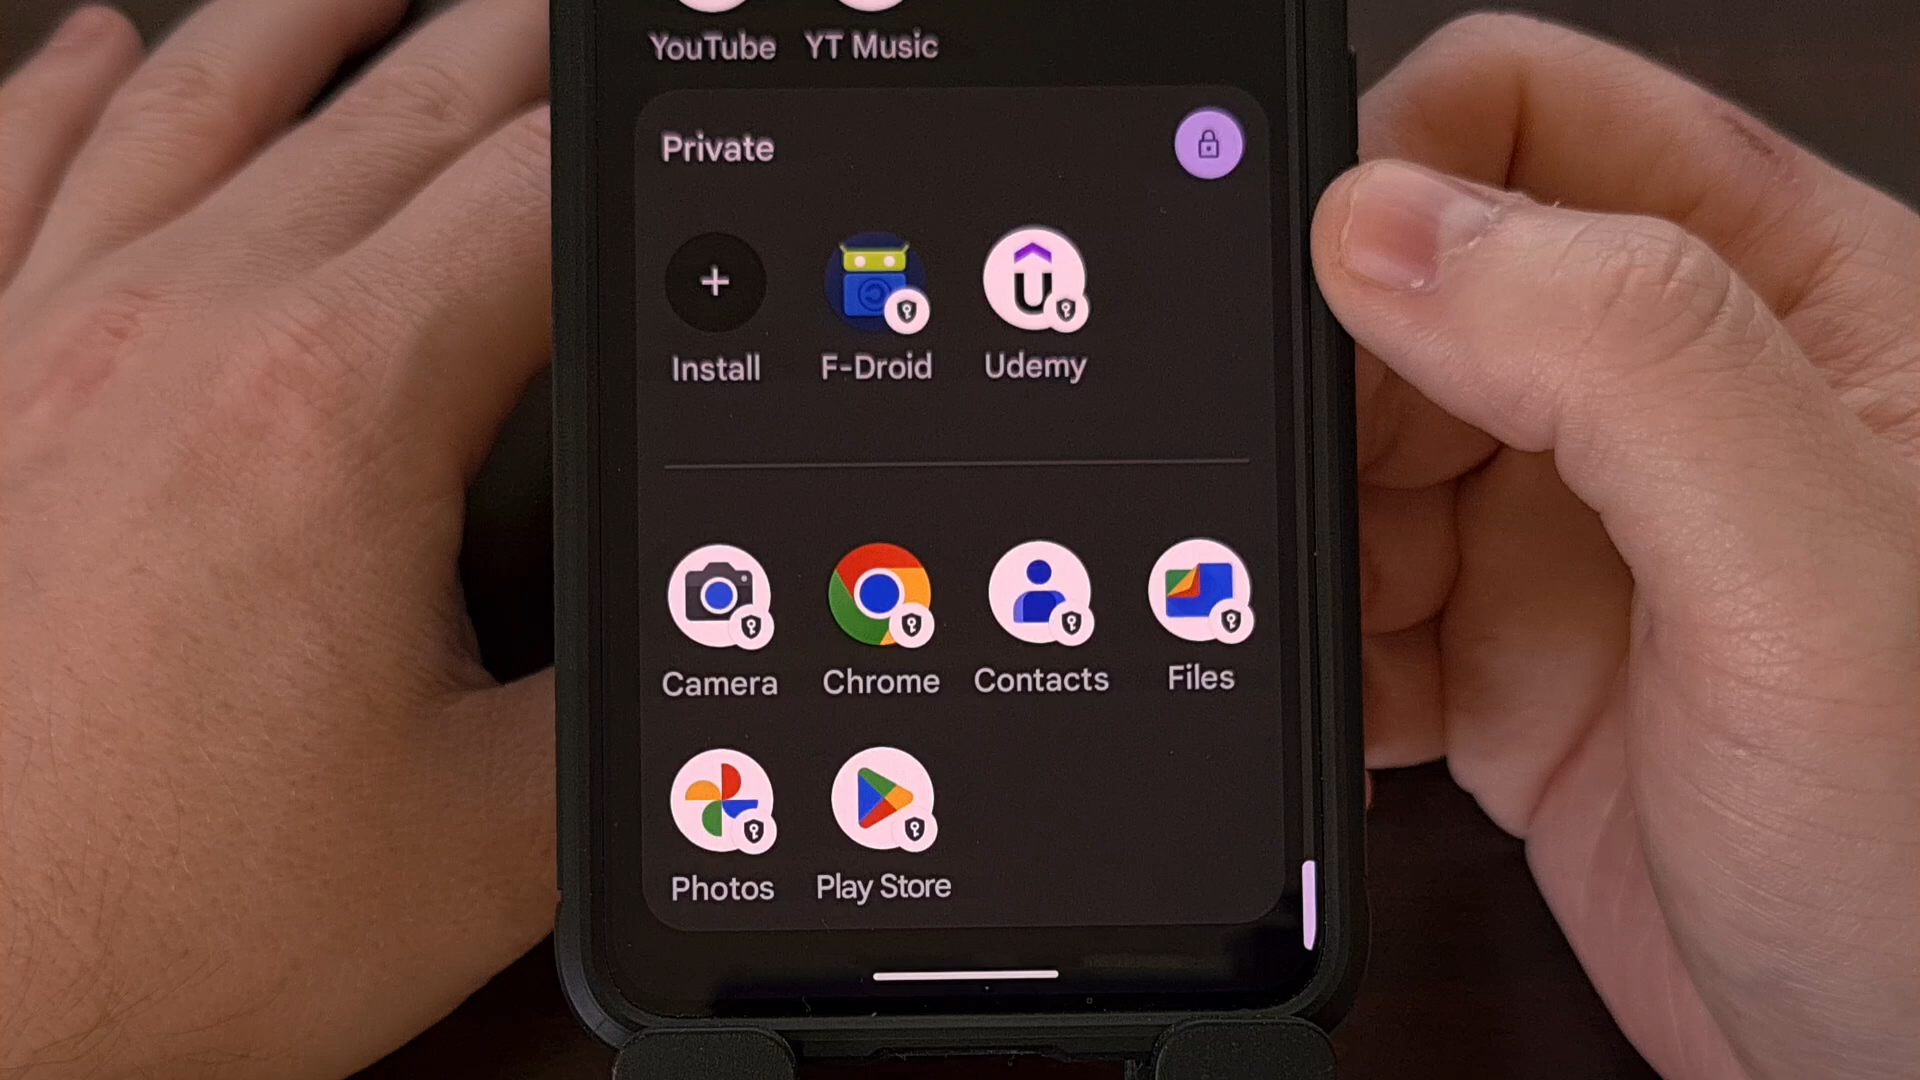 YouTube YT Music
Private
Install F-Droid Udemy
Camera Chrome Contacts Files
Photos Play Store